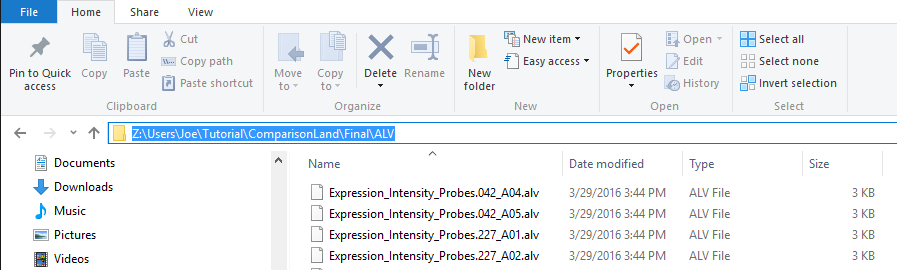 File Home Share View
Pin to Quick access
Copy
Paste
Cut
Copy path
Paste shortcut
Clipboard
Move to
Copy to
Delete
Rename
Organize
New folder
New item
Easy access
New
Properties
Open
Edit
History
Open
Select all
Select none
Invert selection
Select
Z:\Users\Joe\Tutorial\ComparisonLand\Final\ALV
Documents
Downloads
Music
Pictures
Videos
Name Date modified Type Size
Expression_Intensity_Probes.042_A04.alv 3/29/2016 3:44 PM ALV File 3 KB
Expression_Intensity_Probes.042_A05.alv 3/29/2016 3:44 PM ALV File 3 KB
Expression_Intensity_Probes.227_A01.alv 3/29/2016 3:44 PM ALV File 3 KB
Expression_Intensity_Probes.227_A02.alv 3/29/2016 3:44 PM ALV File 3 KB